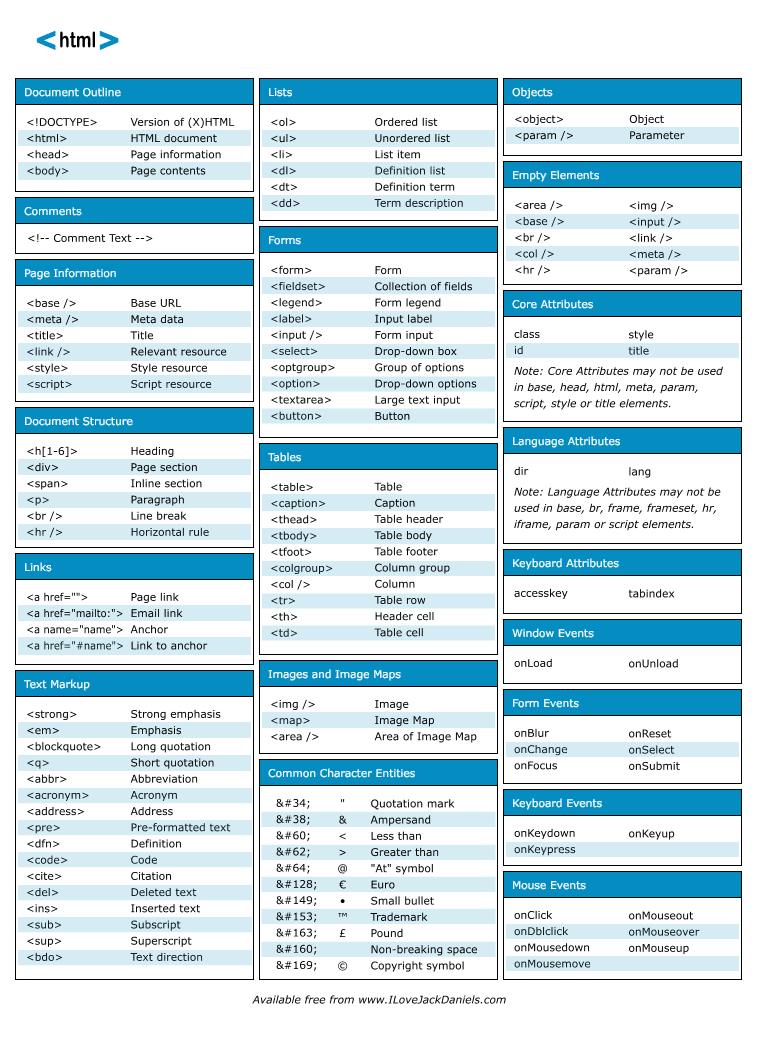 <html>
Document Outline
<!DOCTYPE> Version of (X)HTML
<html> HTML document
<head> Page information
<body> Page contents
Comments
<!-- Comment Text -->
Page Information
<base /> Base URL
<meta /> Meta data
<title> Title
<link /> Relevant resource
<style> Style resource
<script> Script resource
Document Structure
<h[1-6]> Heading
<div> Page section
<span> Inline section
<p> Paragraph
<br /> Line break
<hr /> Horizontal rule
Links
<a href=""> Page link
<a href="mailto:"> Email link
<a name="name"> Anchor
<a href="#name"> Link to anchor
Text Markup
<strong> Strong emphasis
<em> Emphasis
<blockquote> Long quotation
<q> Short quotation
<abbr> Abbreviation
<acronym> Acronym
<address> Address
<pre> Pre-formatted text
<dfn> Definition
<code> Code
<cite> Citation
<del> Deleted text
<ins> Inserted text
<sub> Subscript
<sup> Superscript
<bdo> Text direction
Lists
<ol> Ordered list
<ul> Unordered list
<li> List item
<dl> Definition list
<dt> Definition term
<dd> Term description
Forms
<form> Form
<fieldset> Collection of fields
<legend> Form legend
<label> Input label
<input /> Form input
<select> Drop-down box
<optgroup> Group of options
<option> Drop-down options
<textarea> Large text input
<button> Button
Tables
<table> Table
<caption> Caption
<thead> Table header
<tbody> Table body
<tfoot> Table footer
<colgroup> Column group
<col /> Column
<tr> Table row
<th> Header cell
<td> Table cell
Images and Image Maps
<img /> Image
<map> Image Map
<area /> Area of Image Map
Common Character Entities
&#34; " Quotation mark
&#38; & Ampersand
&#60; < Less than
&#62; > Greater than
&#64; @ "At" symbol
&#128; € Euro
&#149; • Small bullet
&#153; ™ Trademark
&#163; £ Pound
&#160; Non-breaking space
&#169; © Copyright symbol
Objects
<object> Object
<param /> Parameter
Empty Elements
<area /> <img />
<base /> <input />
<br /> <link />
<col /> <meta />
<hr /> <param />
Core Attributes
class style
id title
Note: Core Attributes may not be used
in base, head, html, meta, param,
script, style or title elements.
Language Attributes
dir lang
Note: Language Attributes may not be
used in base, br, frame, frameset, hr,
iframe, param or script elements.
Keyboard Attributes
accesskey tabindex
Window Events
onLoad onUnload
Form Events
onBlur onReset
onChange onSelect
onFocus onSubmit
Keyboard Events
onKeydown onKeyup
onKeypress
Mouse Events
onClick onMouseout
onDblclick onMouseover
onMousedown onMouseup
onMousemove
Available free from www.ILoveJackDaniels.com